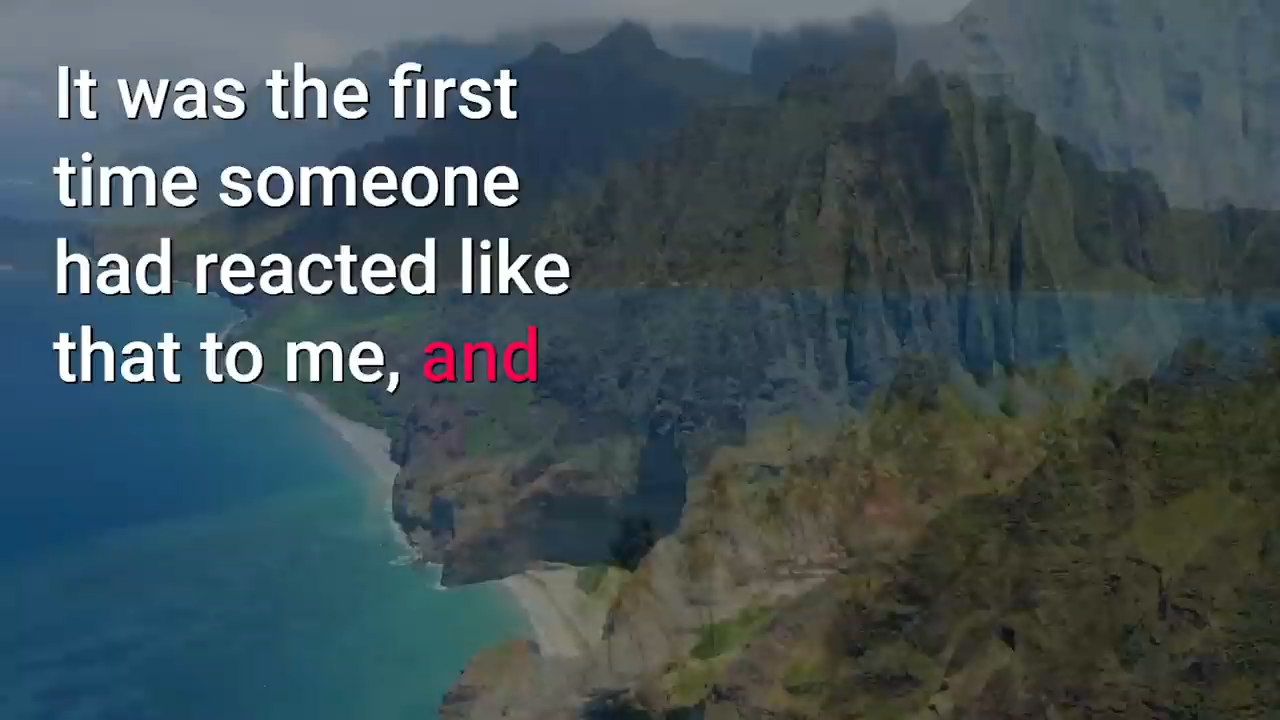 It was the first
time someone
had reacted like
that to me, and